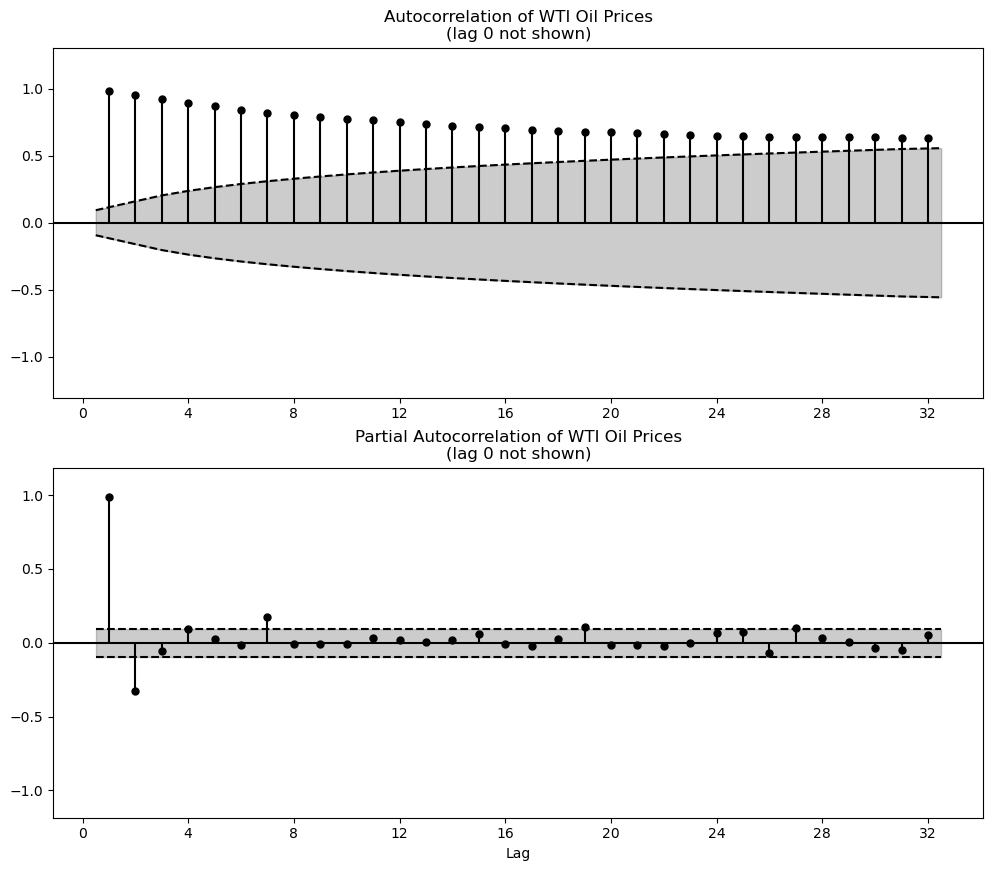 Autocorrelation of WTI Oil Prices
(lag 0 not shown)
1.0
0.5
0.0
−0.5
−1.0
0 4 8 12 16 20 24 28 32
Partial Autocorrelation of WTI Oil Prices
(lag 0 not shown)
1.0
0.5
0.0
−0.5
−1.0
0 4 8 12 16 20 24 28 32
Lag